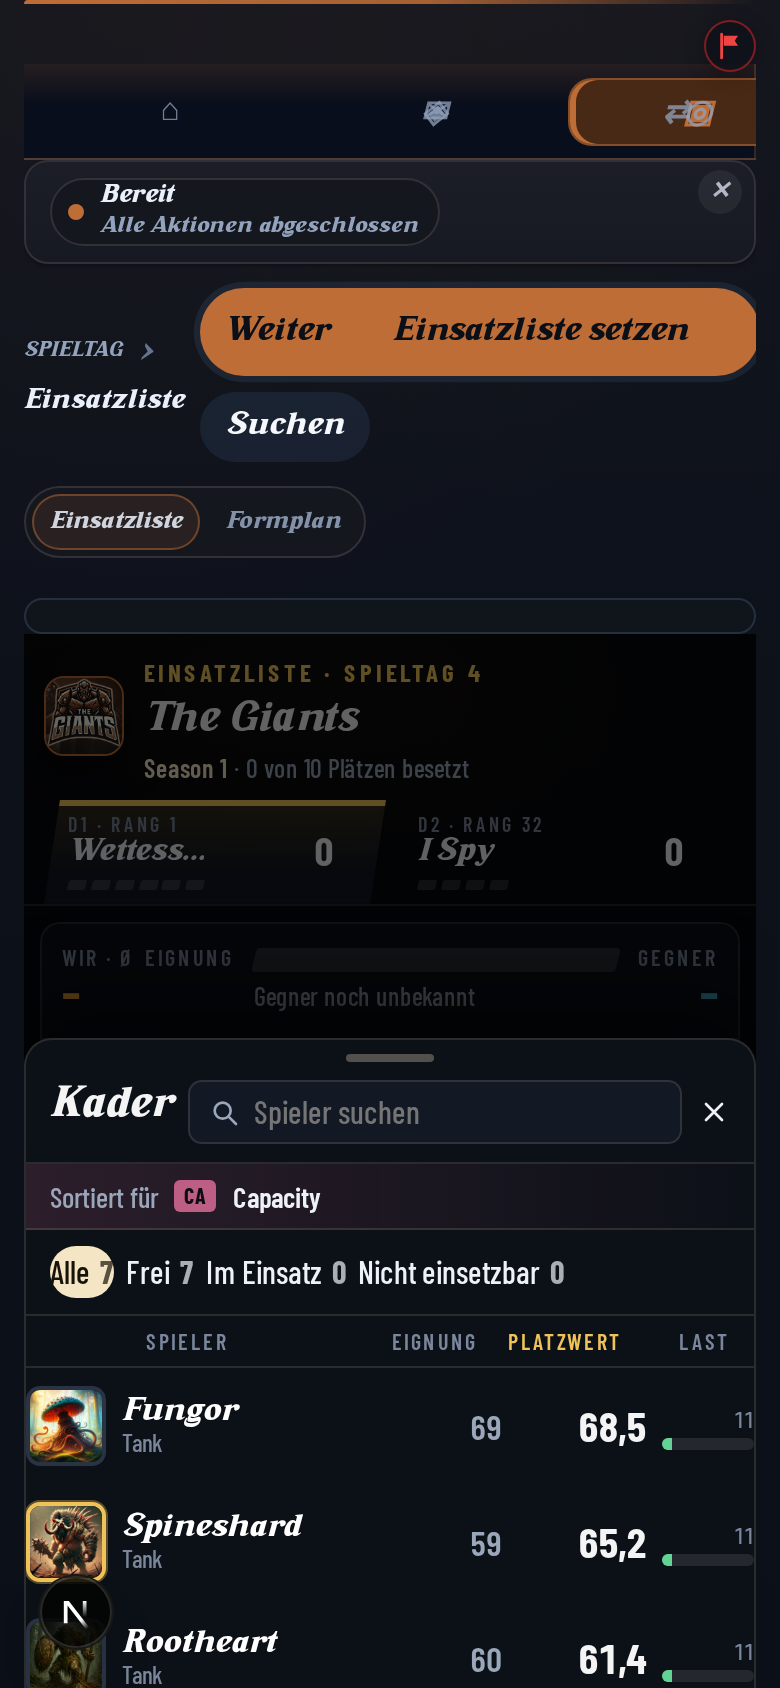 Bereit
Alle Aktionen abgeschlossen
Weiter Einsatzliste setzen
SPIELTAG ›
Einsatzliste
Suchen
Einsatzliste Formplan
EINSATZLISTE · SPIELTAG 4
THE GIANTS
The Giants
Season 1 · 0 von 10 Plätzen besetzt
D1 · RANG 1 D2 · RANG 32
Wettess... 0 I Spy 0
WIR · Ø EIGNUNG GEGNER
– Gegner noch unbekannt –
Kader Spieler suchen
Sortiert für CA Capacity
Alle 7 Frei 7 Im Einsatz 0 Nicht einsetzbar 0
SPIELER EIGNUNG PLATZWERT LAST
Fungor 69 68,5 11
Tank
Spineshard 59 65,2 11
Tank
N
Rootheart 60 61,4 11
Tank